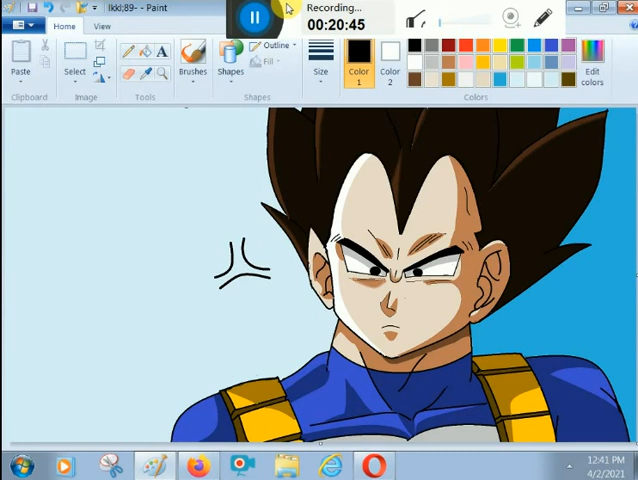 lkkl;89- - Paint
Recording...
00:20:45
Home
View
Paste
Select
Brushes
Shapes
Outline
Fill
Size
Color
1
Color
2
Edit
colors
Clipboard
Image
Tools
Shapes
Colors
12:41 PM
4/2/2021